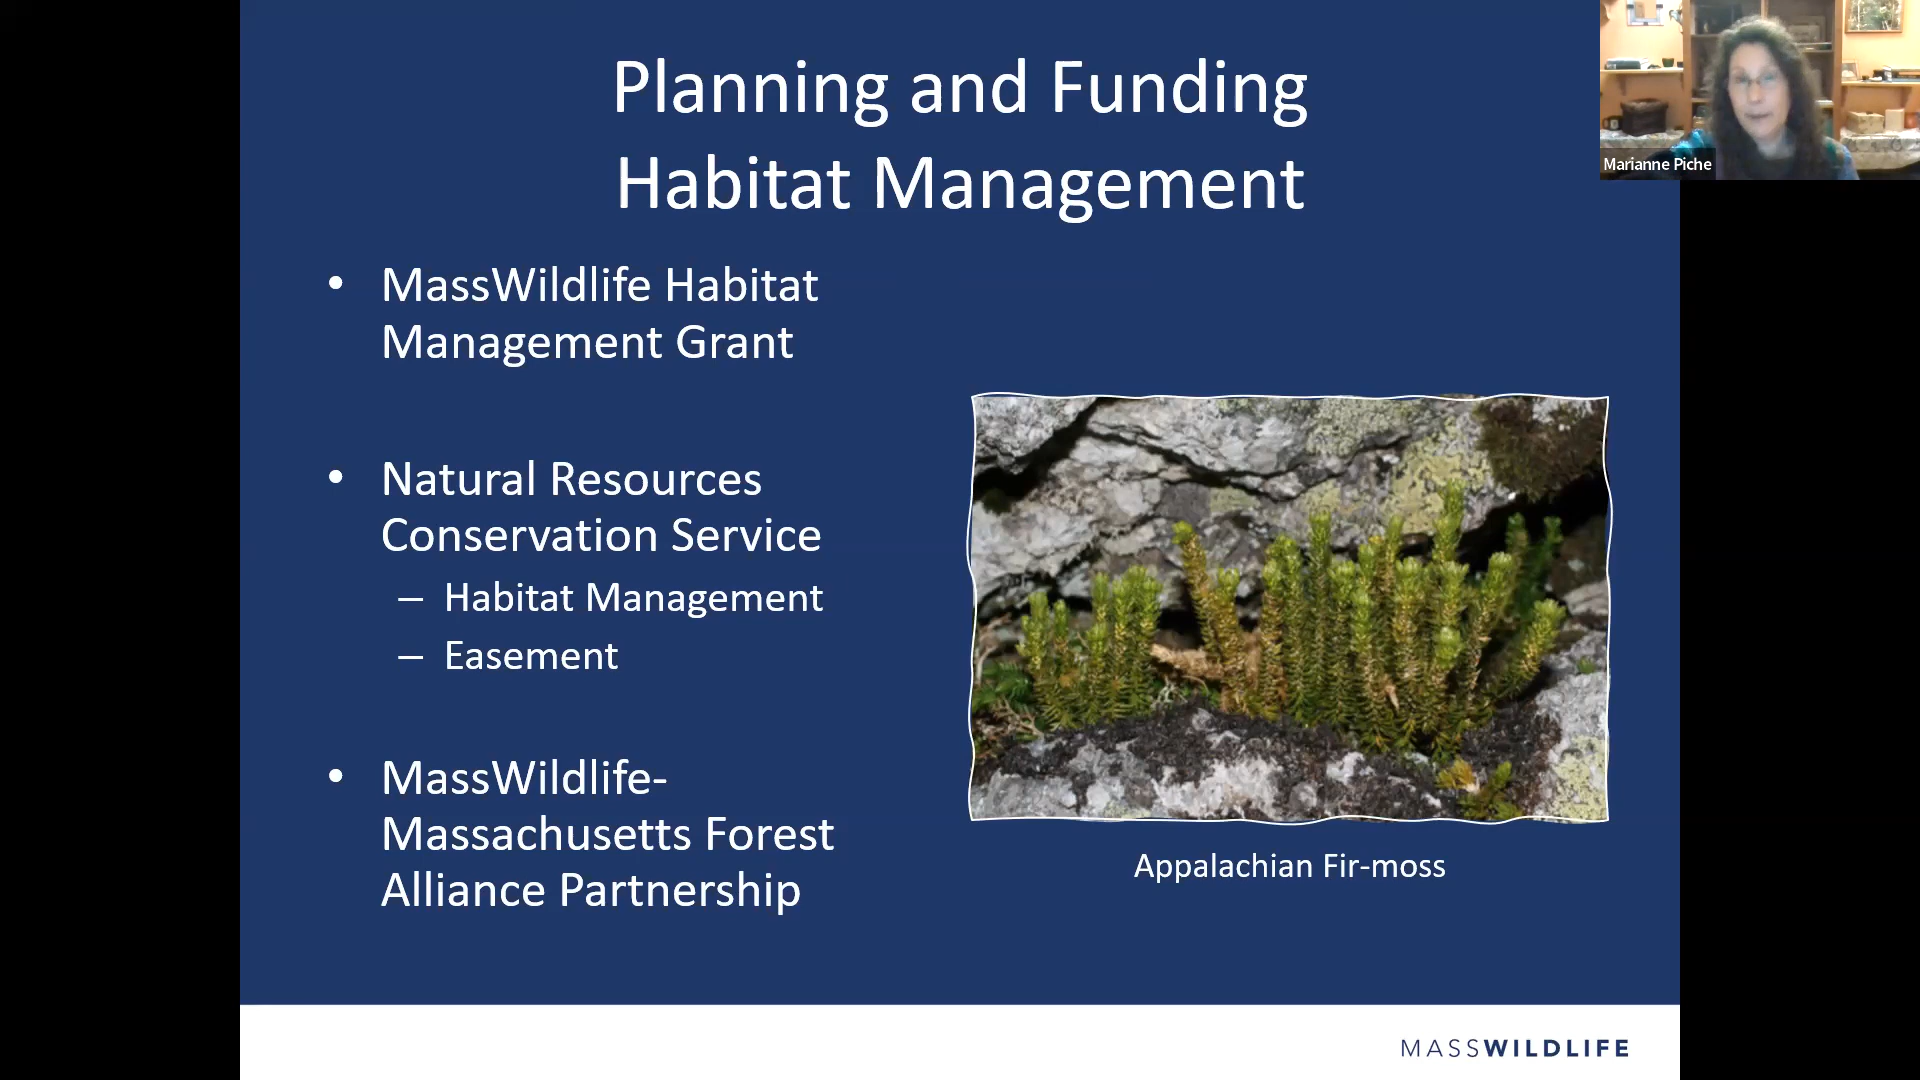 Planning and Funding
Habitat Management
Marianne Piche
• MassWildlife Habitat
Management Grant
• Natural Resources
Conservation Service
– Habitat Management
– Easement
• MassWildlife-
Massachusetts Forest
Alliance Partnership
Appalachian Fir-moss
MASSWILDLIFE